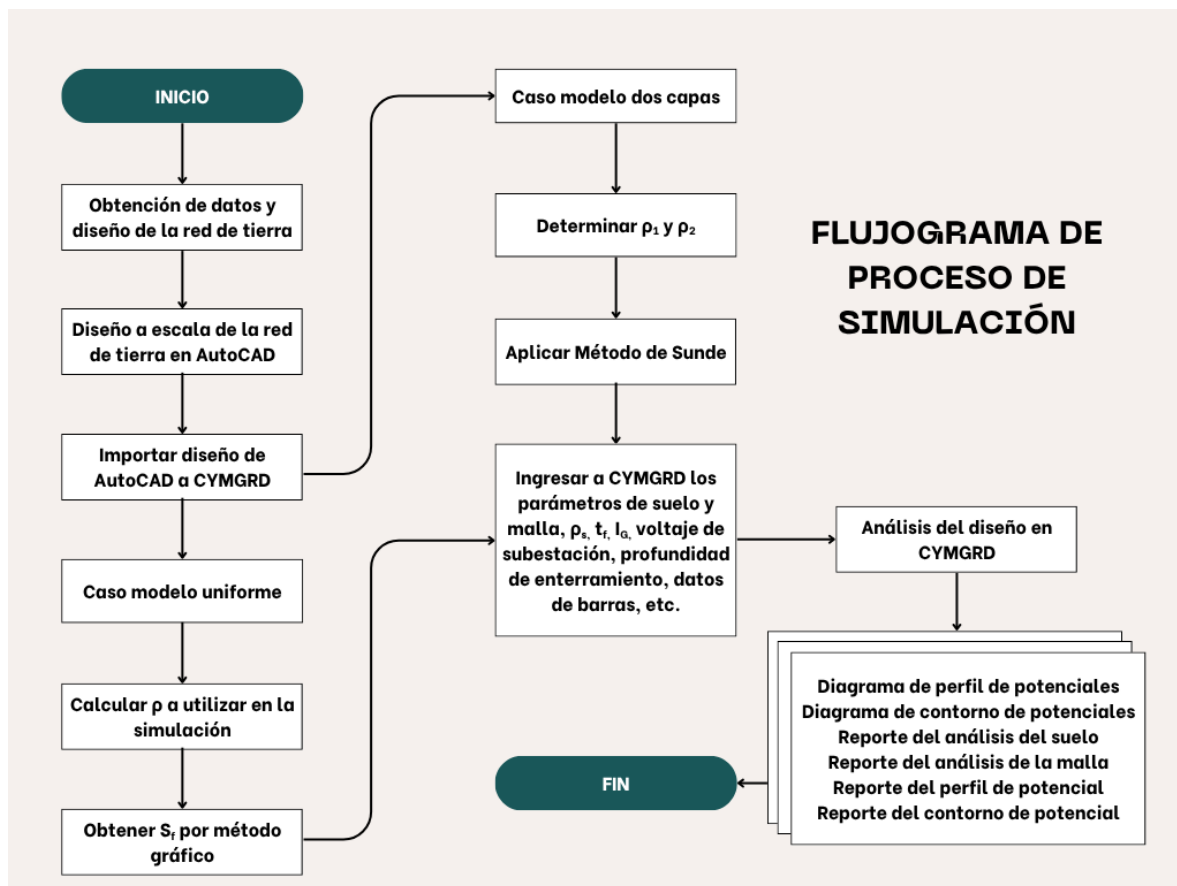 INICIO
Obtención de datos y
diseño de la red de tierra
Diseño a escala de la red
de tierra en AutoCAD
Importar diseño de
AutoCAD a CYMGRD
Caso modelo uniforme
Calcular ρ a utilizar en la
simulación
Obtener Sf por método
gráfico
Caso modelo dos capas
Determinar ρ₁ y ρ₂
Aplicar Método de Sunde
Ingresar a CYMGRD los
parámetros de suelo y
malla, ρs, tf, IG, voltaje de
subestación, profundidad
de enterramiento, datos
de barras, etc.
FLUJOGRAMA DE
PROCESO DE
SIMULACIÓN
Análisis del diseño en
CYMGRD
Diagrama de perfil de potenciales
Diagrama de contorno de potenciales
Reporte del análisis del suelo
Reporte del análisis de la malla
Reporte del perfil de potencial
Reporte del contorno de potencial
FIN